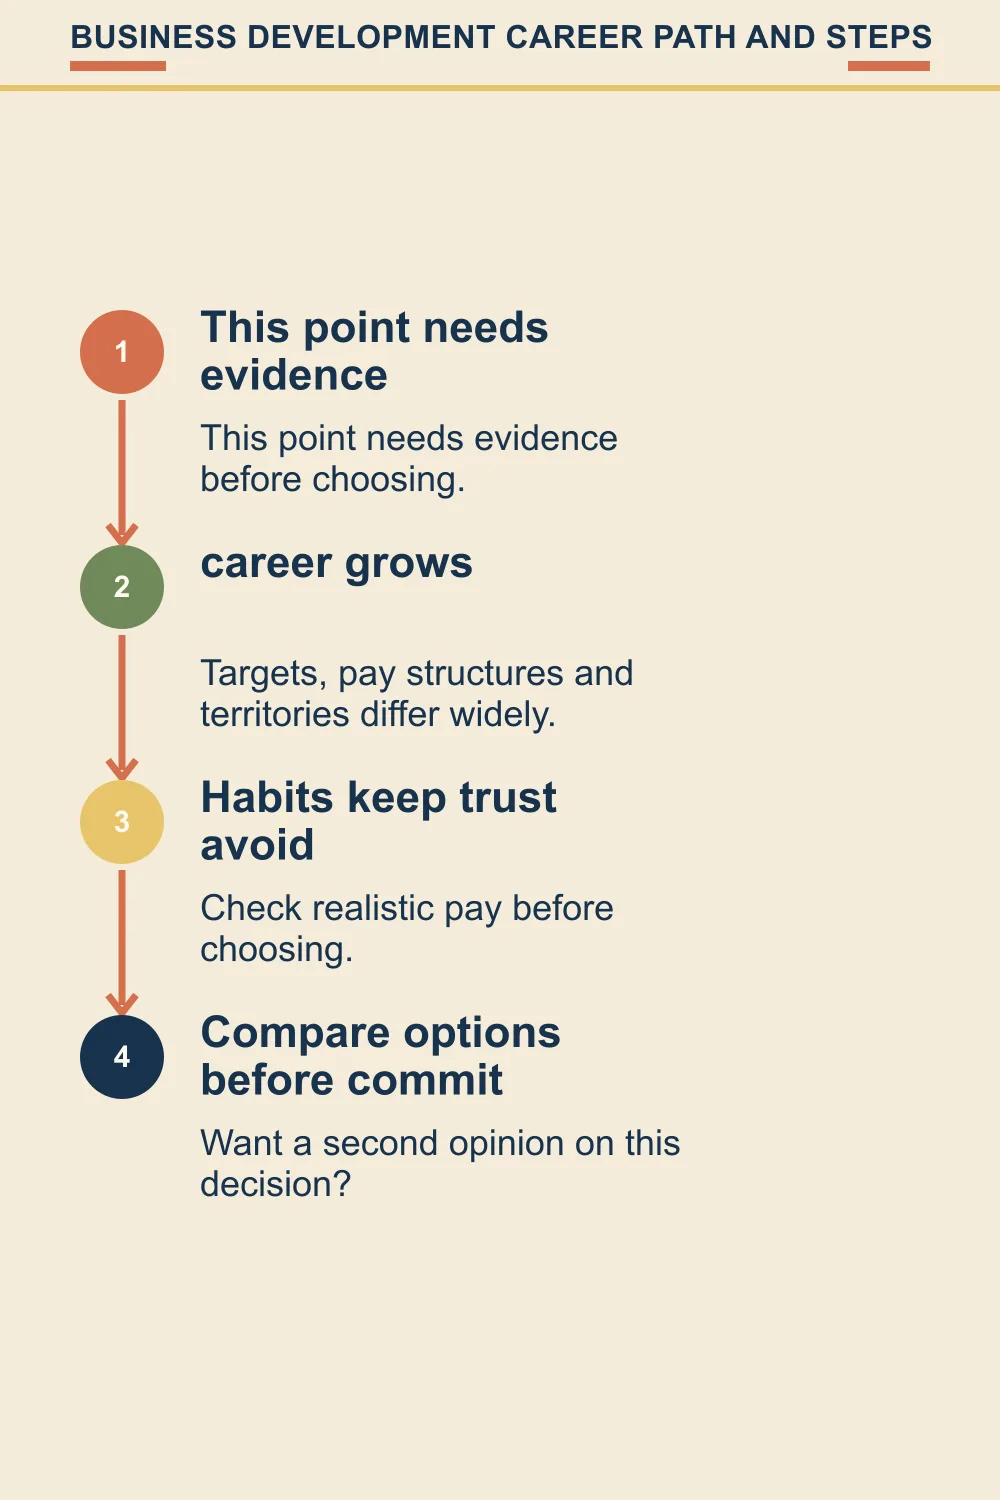 BUSINESS DEVELOPMENT CAREER PATH AND STEPS
1
This point needs
evidence
This point needs evidence
before choosing.
2
career grows
Targets, pay structures and
territories differ widely.
3
Habits keep trust
avoid
Check realistic pay before
choosing.
4
Compare options
before commit
Want a second opinion on this
decision?